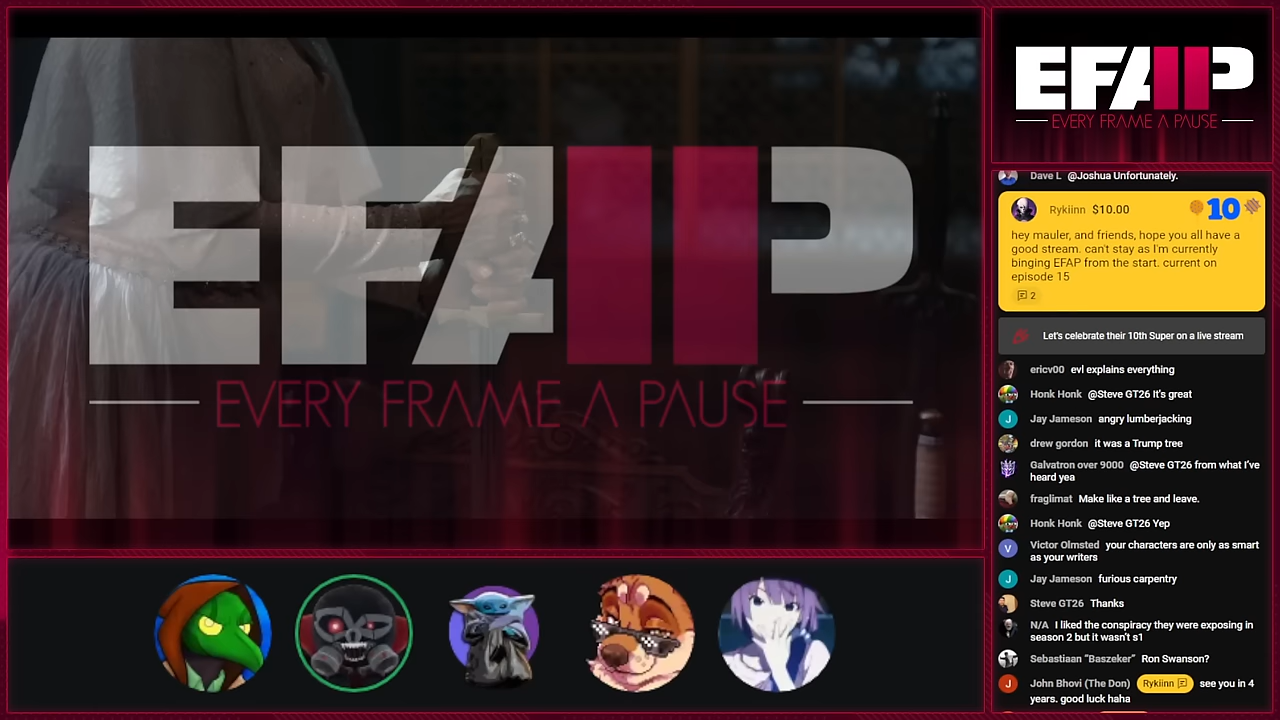 EFAP
EVERY FRAME A PAUSE
EFAP
EVERY FRAME A PAUSE
Dave L @Joshua Unfortunately.
Rykiinn $10.00
10
hey mauler, and friends, hope you all have a
good stream. can't stay as I'm currently
binging EFAP from the start. current on
episode 15
2
Let's celebrate their 10th Super on a live stream
ericv00 evl explains everything
Honk Honk @Steve GT26 It's great
J Jay Jameson angry lumberjacking
drew gordon it was a Trump tree
Galvatron over 9000 @Steve GT26 from what I've
heard yea
fraglimat Make like a tree and leave.
Honk Honk @Steve GT26 Yep
V Victor Olmsted your characters are only as smart
as your writers
J Jay Jameson furious carpentry
Steve GT26 Thanks
N/A I liked the conspiracy they were exposing in
season 2 but it wasn't s1
Sebastiaan "Baszeker" Ron Swanson?
J John Bhovi (The Don) Rykiinn see you in 4
years. good luck haha